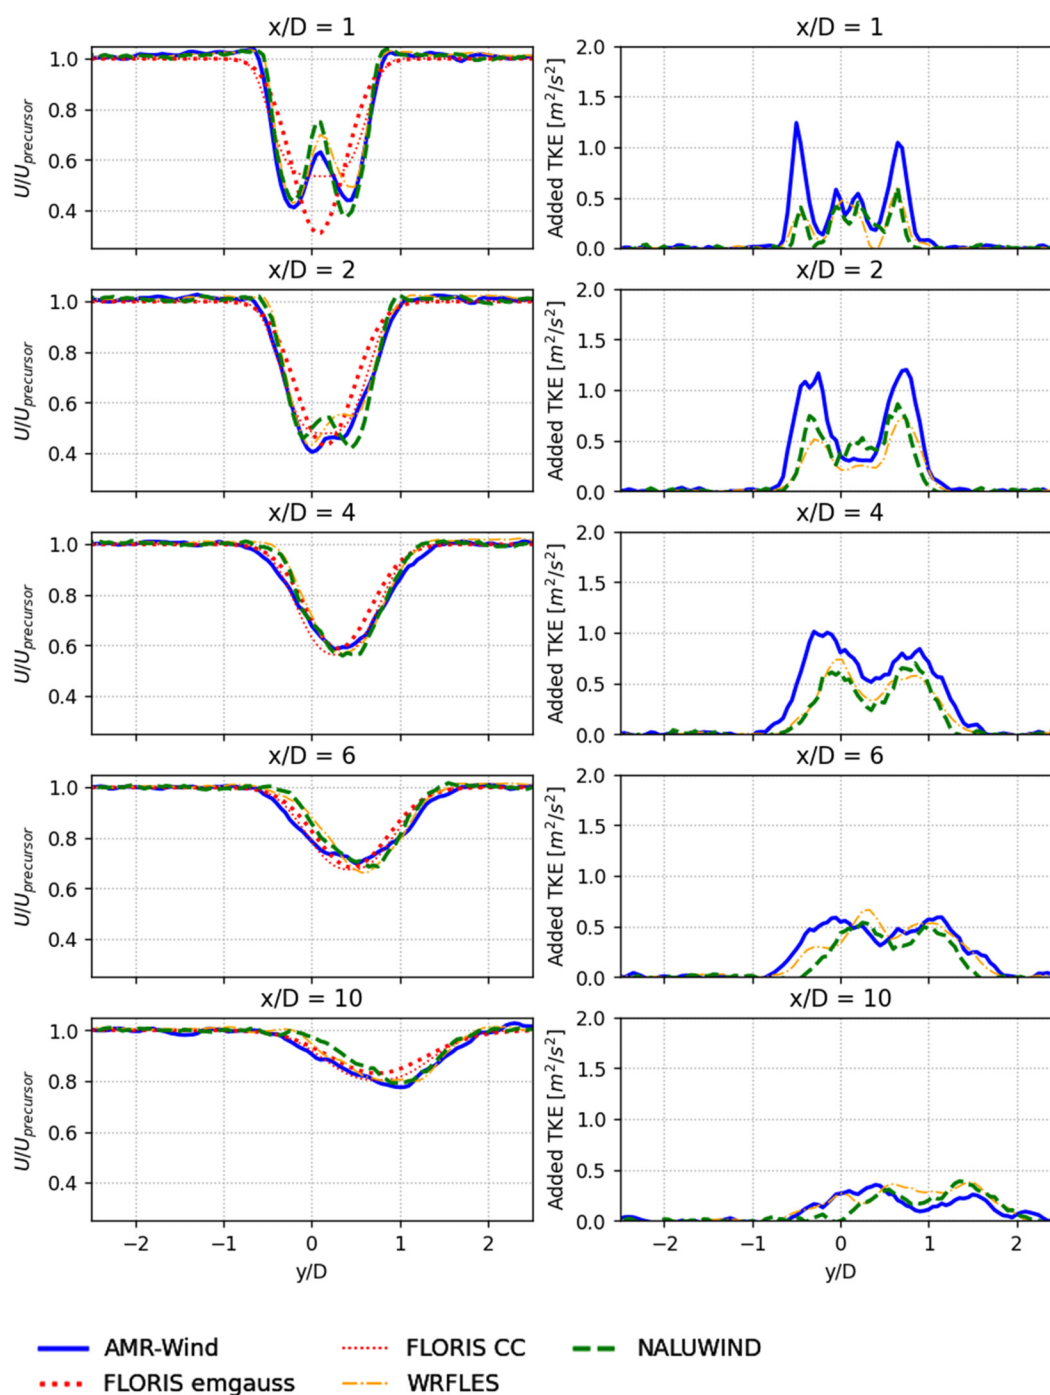 x/D = 1
x/D = 1
1.0
0.8
0.6
0.4
U/U_precursor
2.0
1.5
1.0
0.5
0.0
Added TKE [m²/s²]
x/D = 2
x/D = 2
1.0
0.8
0.6
0.4
U/U_precursor
2.0
1.5
1.0
0.5
0.0
Added TKE [m²/s²]
x/D = 4
x/D = 4
1.0
0.8
0.6
0.4
U/U_precursor
2.0
1.5
1.0
0.5
0.0
Added TKE [m²/s²]
x/D = 6
x/D = 6
1.0
0.8
0.6
0.4
U/U_precursor
2.0
1.5
1.0
0.5
0.0
Added TKE [m²/s²]
x/D = 10
x/D = 10
1.0
0.8
0.6
0.4
U/U_precursor
2.0
1.5
1.0
0.5
0.0
Added TKE [m²/s²]
−2 −1 0 1 2
−2 −1 0 1 2
y/D
y/D
AMR-Wind FLORIS CC NALUWIND
FLORIS emgauss WRFLES